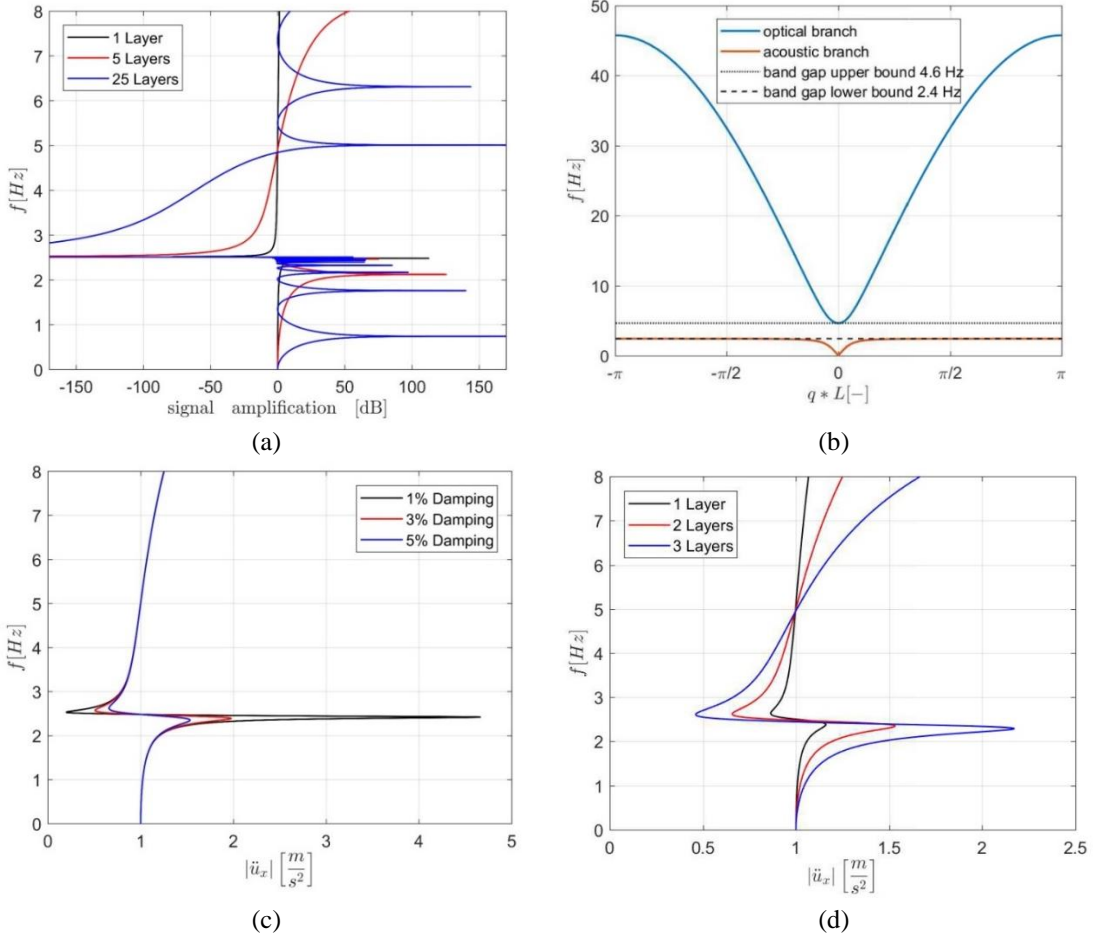 8
7
6
5
4
3
2
1
0
f[Hz]
1 Layer
5 Layers
25 Layers
-150 -100 -50 0 50 100 150
signal amplification [dB]
(a)
50
40
30
20
10
0
f[Hz]
optical branch
acoustic branch
band gap upper bound 4.6 Hz
band gap lower bound 2.4 Hz
-π -π/2 0 π/2 π
q * L[-]
(b)
8
7
6
5
4
3
2
1
0
f[Hz]
1% Damping
3% Damping
5% Damping
0 1 2 3 4 5
|ü_x| [m/s²]
(c)
8
7
6
5
4
3
2
1
0
f[Hz]
1 Layer
2 Layers
3 Layers
0 0.5 1 1.5 2 2.5
|ü_x| [m/s²]
(d)